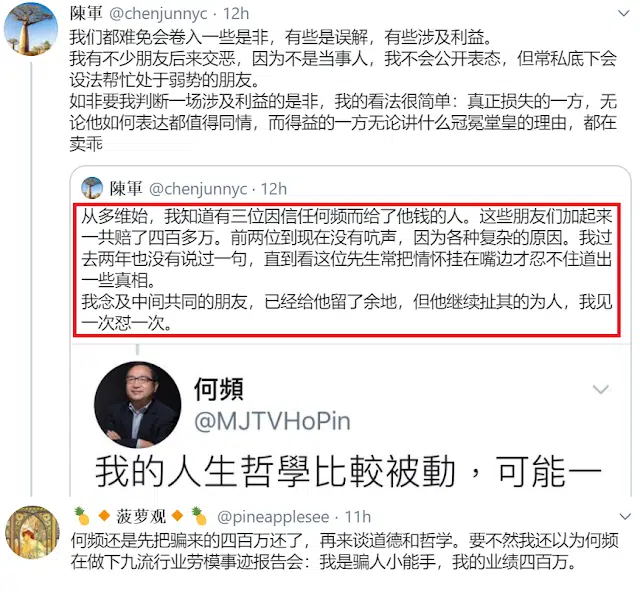 陳軍 @chenjunnyc · 12h
我们都难免会卷入一些是非，有些是误解，有些涉及利益。
我有不少朋友后来交恶，因为不是当事人，我不会公开表态，但常私底下会
设法帮忙处于弱势的朋友。
如非要我判断一场涉及利益的是非，我的看法很简单：真正损失的一方，无
论他如何表达都值得同情，而得益的一方无论讲什么冠冕堂皇的理由，都在
卖乖
陳軍 @chenjunnyc · 12h
从多维始，我知道有三位因信任何频而给了他钱的人。这些朋友们加起来
一共赔了四百多万。前两位到现在没有吭声，因为各种复杂的原因。我过
去两年也没有说过一句，直到看这位先生常把情怀挂在嘴边才忍不住道出
一些真相。
我念及中间共同的朋友，已经给他留了余地，但他继续扯其的为人，我见
一次怼一次。
何頻
@MJTVHoPin
我的人生哲學比較被動，可能一
🍍🔸菠萝观🔸🍍 @pineapplesee · 11h
何频还是先把骗来的四百万还了，再来谈道德和哲学。要不然我还以为何频
在做下九流行业劳模事迹报告会：我是骗人小能手，我的业绩四百万。